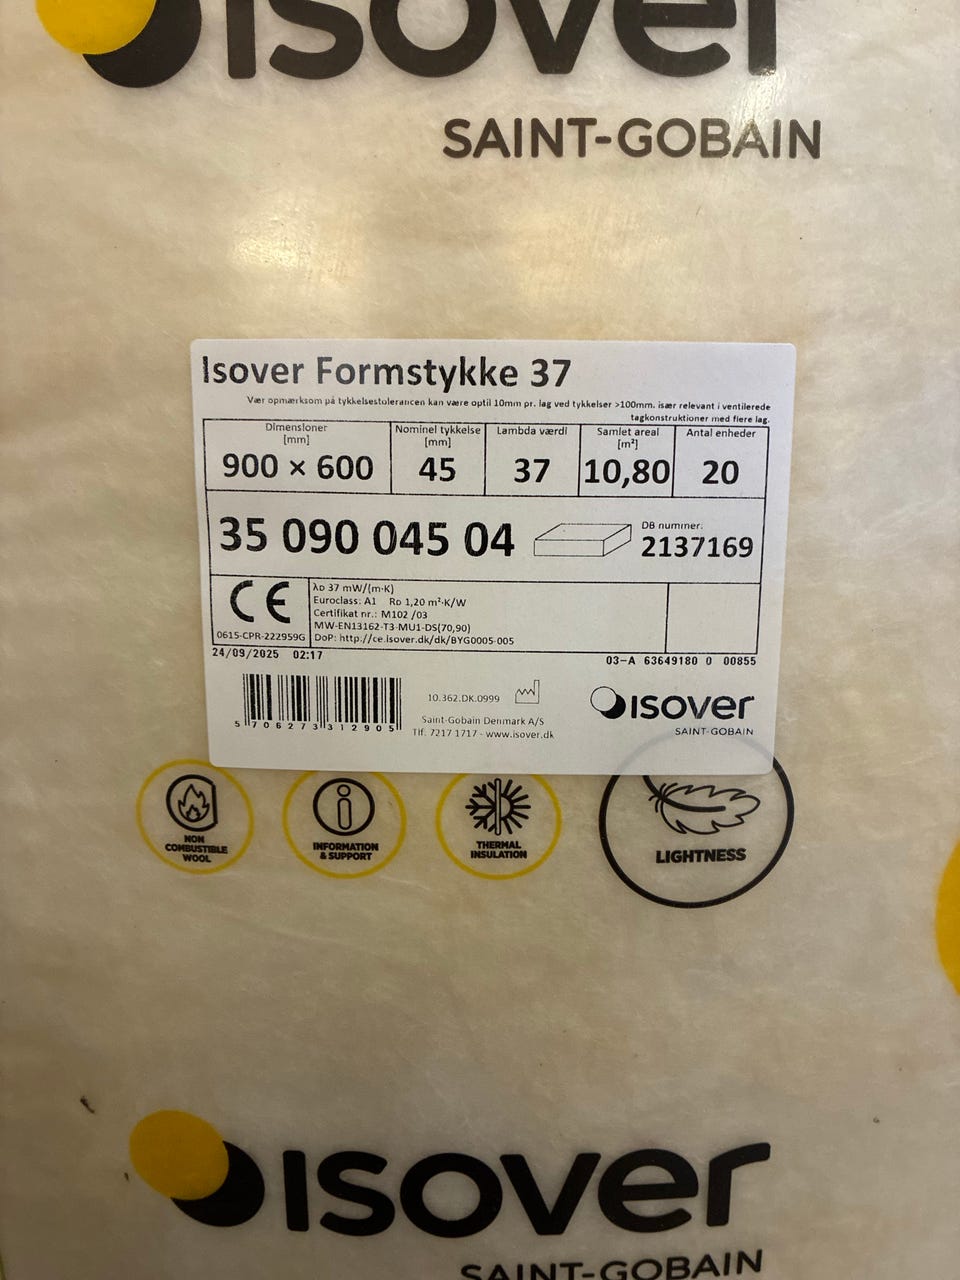 isover
SAINT-GOBAIN
Isover Formstykke 37
Vær opmærksom på tykkelsestolerancen kan være optil 10mm pr. lag ved tykkelser >100mm. især relevant i ventilerede
tagkonstruktioner med flere lag.
Dimensioner
[mm]
900 × 600
Nominel tykkelse
[mm]
45
Lambda værdi
37
Samlet areal
[m²]
10,80
Antal enheder
20
35 090 045 04
DB nummer:
2137169
CE
0615-CPR-222959G
λD 37 mW/(m·K)
Euroclass: A1 RD 1,20 m²·K/W
Certifikat nr.: M102 /03
MW-EN13162-T3-MU1-DS(70,90)
DoP: http://ce.isover.dk/dk/BYG0005-005
24/09/2025 02:17
03-A 63649180 0 00855
5 706273 312905
10.362.DK.0999
Saint-Gobain Denmark A/S
Tlf. 7217 1717 - www.isover.dk
isover
SAINT-GOBAIN
NON
COMBUSTIBLE
WOOL
INFORMATION
& SUPPORT
THERMAL
INSULATION
LIGHTNESS
isover
SAINT-GOBAIN